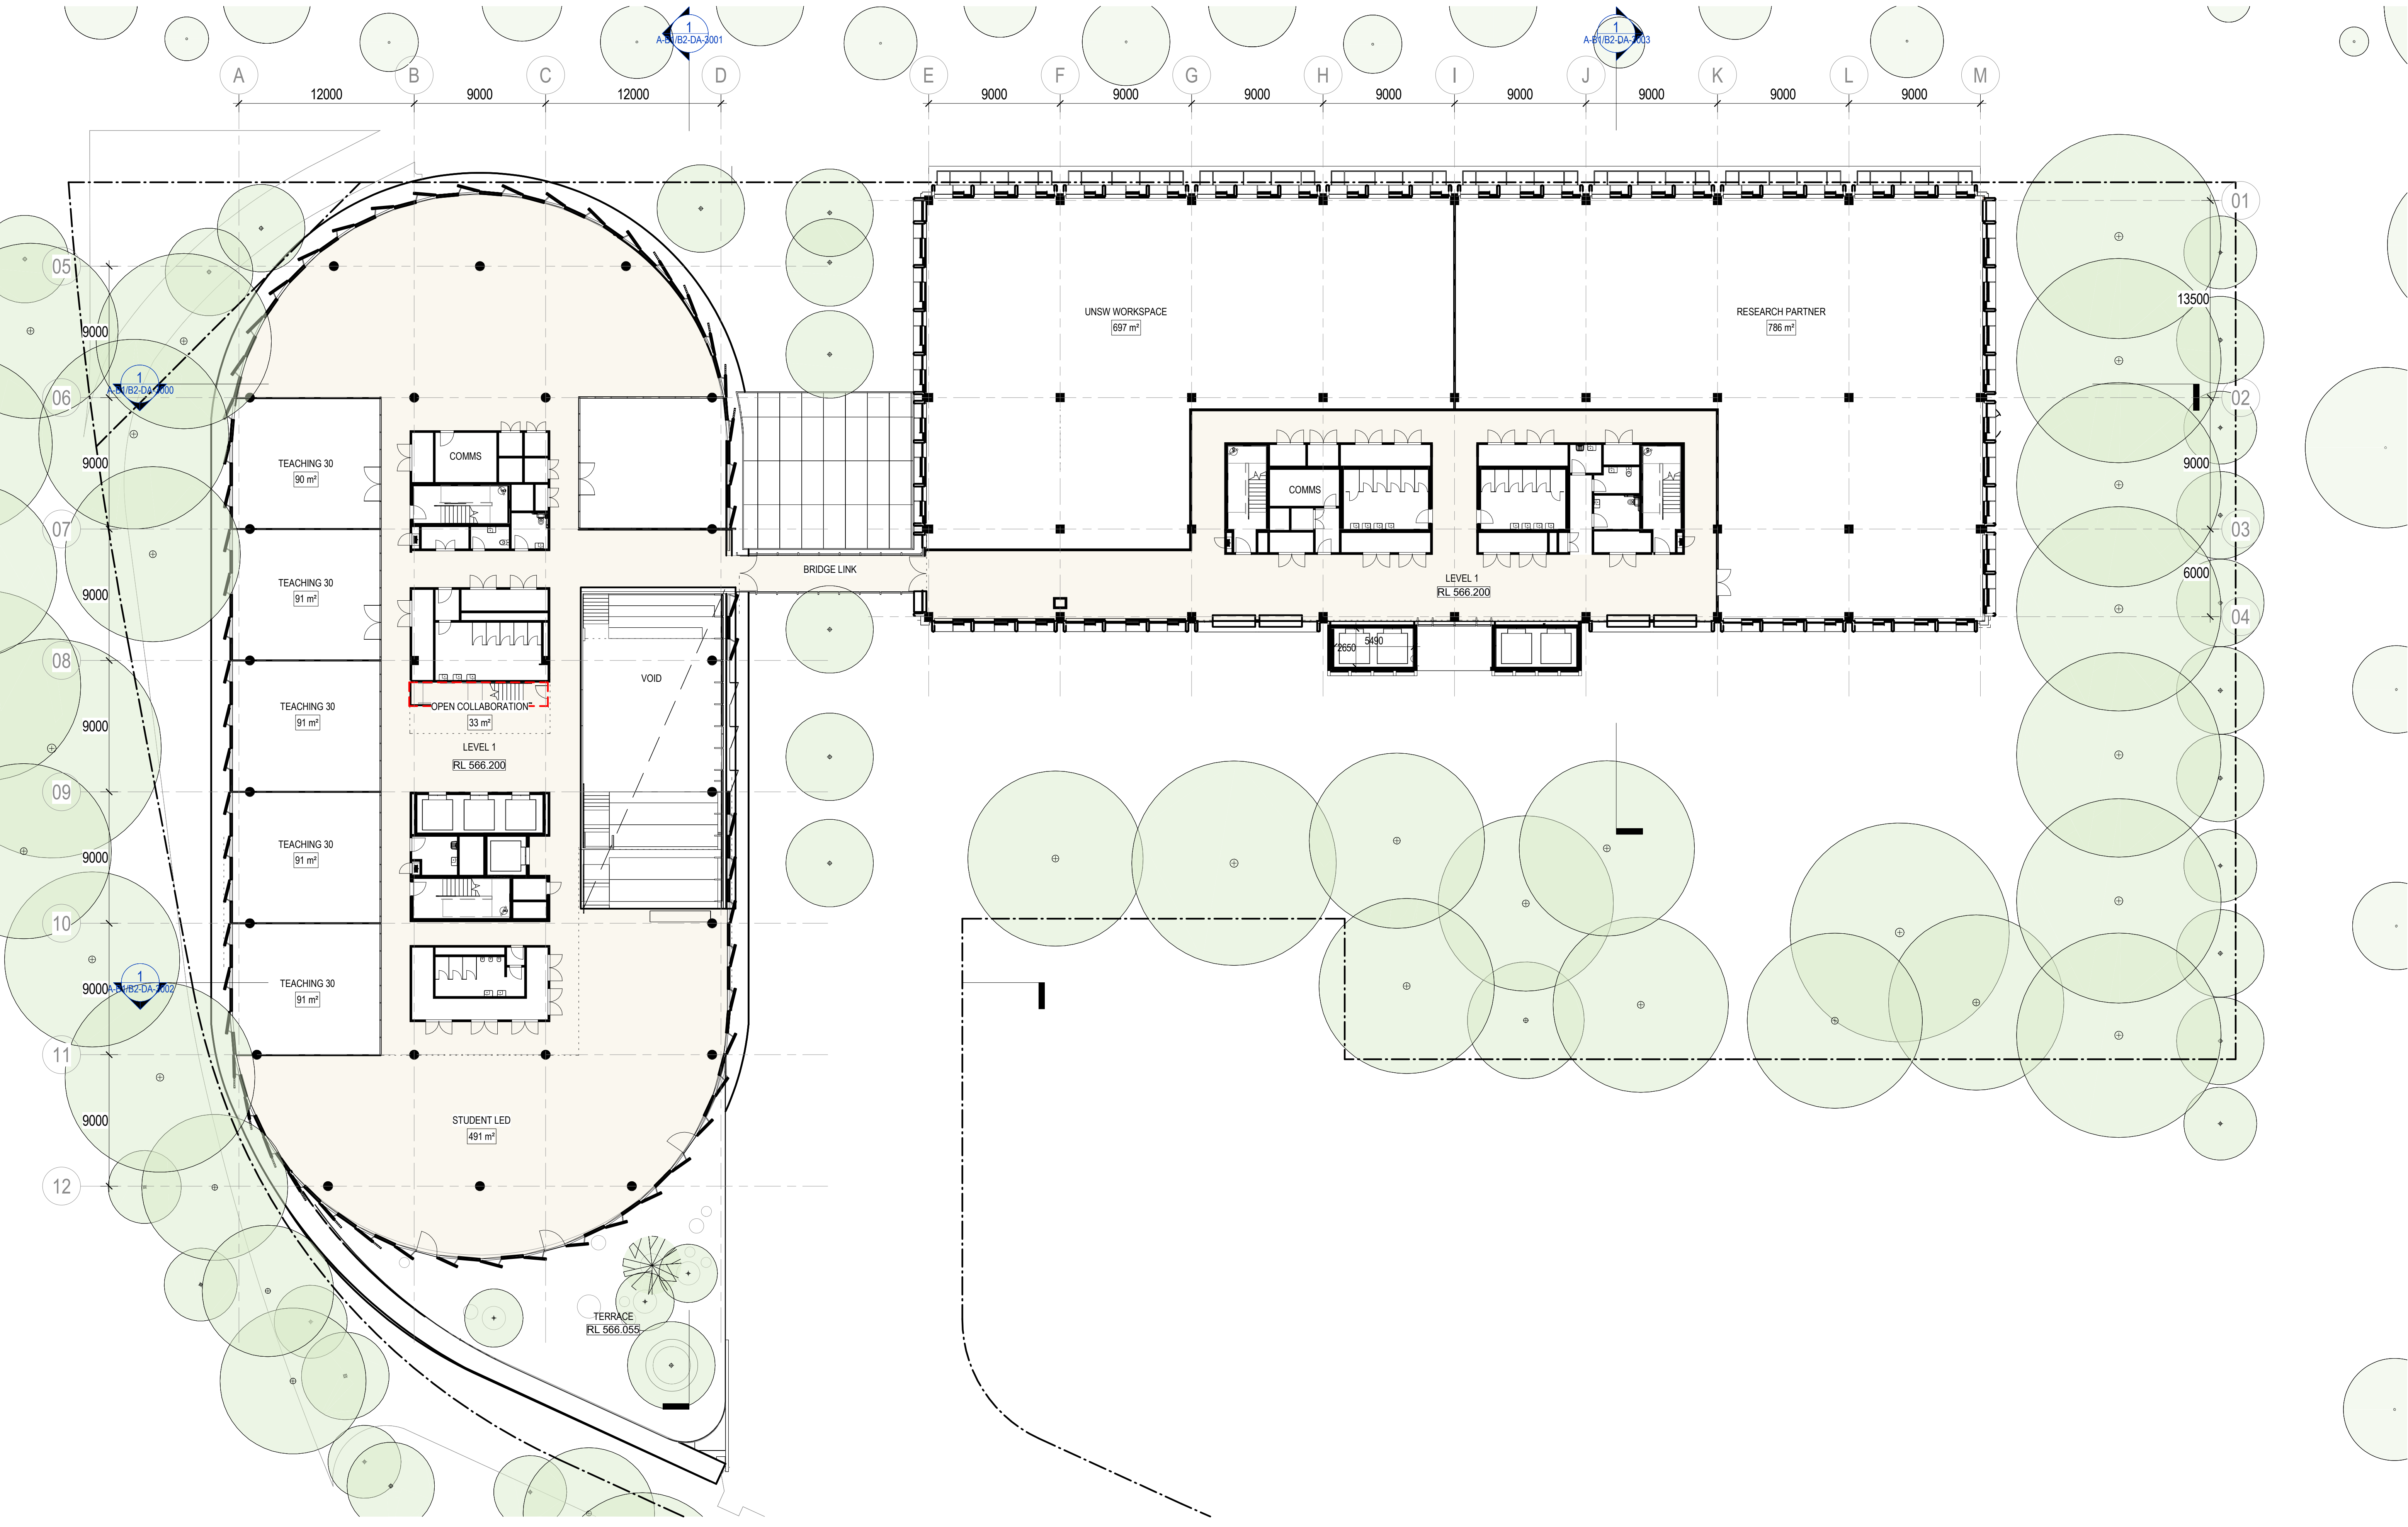 1
A-B1/B2-DA-3001
1
A-B1/B2-DA-3003
A B C D E F G H I J K L M
12000 9000 12000 9000 9000 9000 9000 9000 9000 9000 9000
01
05
13500
UNSW WORKSPACE
697 m²
RESEARCH PARTNER
786 m²
9000
1
A-B1/B2-DA-3000
06
02
COMMS
TEACHING 30
90 m²
9000
9000
COMMS
07
03
BRIDGE LINK
6000
TEACHING 30
91 m²
LEVEL 1
RL 566.200
9000
04
5490
2650
08
VOID
TEACHING 30
91 m²
OPEN COLLABORATION
33 m²
9000
LEVEL 1
RL 566.200
09
TEACHING 30
91 m²
9000
10
1
A-B1/B2-DA-3002
9000
TEACHING 30
91 m²
11
STUDENT LED
491 m²
9000
12
TERRACE
RL 566.055